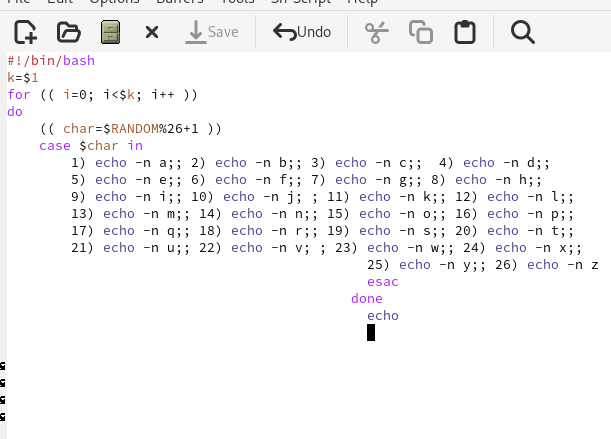 File Edit Options Buffers Tools Sh-Script Help
Save Undo
#!/bin/bash
k=$1
for (( i=0; i<$k; i++ ))
do
    (( char=$RANDOM%26+1 ))
    case $char in
        1) echo -n a;; 2) echo -n b;; 3) echo -n c;;  4) echo -n d;;
        5) echo -n e;; 6) echo -n f;; 7) echo -n g;; 8) echo -n h;;
        9) echo -n i;; 10) echo -n j; ; 11) echo -n k;; 12) echo -n l;;
        13) echo -n m;; 14) echo -n n;; 15) echo -n o;; 16) echo -n p;;
        17) echo -n q;; 18) echo -n r;; 19) echo -n s;; 20) echo -n t;;
        21) echo -n u;; 22) echo -n v; ; 23) echo -n w;; 24) echo -n x;;
                                             25) echo -n y;; 26) echo -n z
                                             esac
                                           done
                                             echo